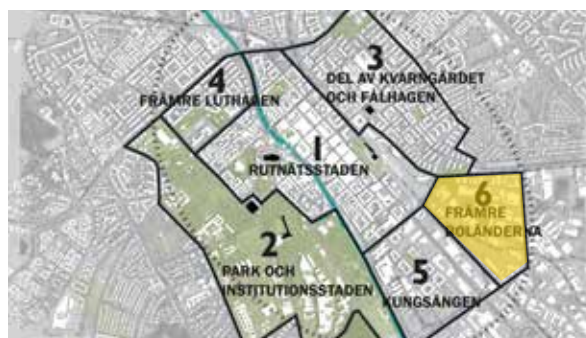 3
DEL AV KVARNGÄRDET
OCH FÅLHAGEN
4
FRÄMRE LUTHAGEN
1
RUTNÄTSSTADEN
6
FRÄMRE
BOLÄNDERNA
2
PARK OCH
INSTITUTIONSSTADEN
5
KUNGSÄNGEN